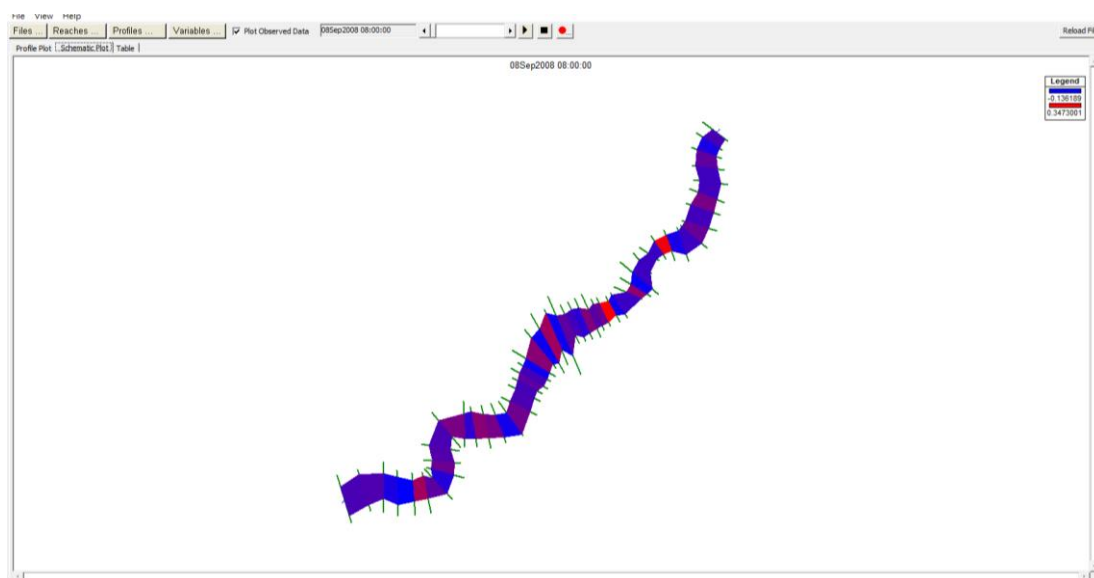 File View Help
Files ... Reaches ... Profiles ... Variables ... Plot Observed Data 08Sep2008 08:00:00 Reload
Profile Plot Schematic Plot Table
08Sep2008 08:00:00
Legend
-0.136189
0.3473001